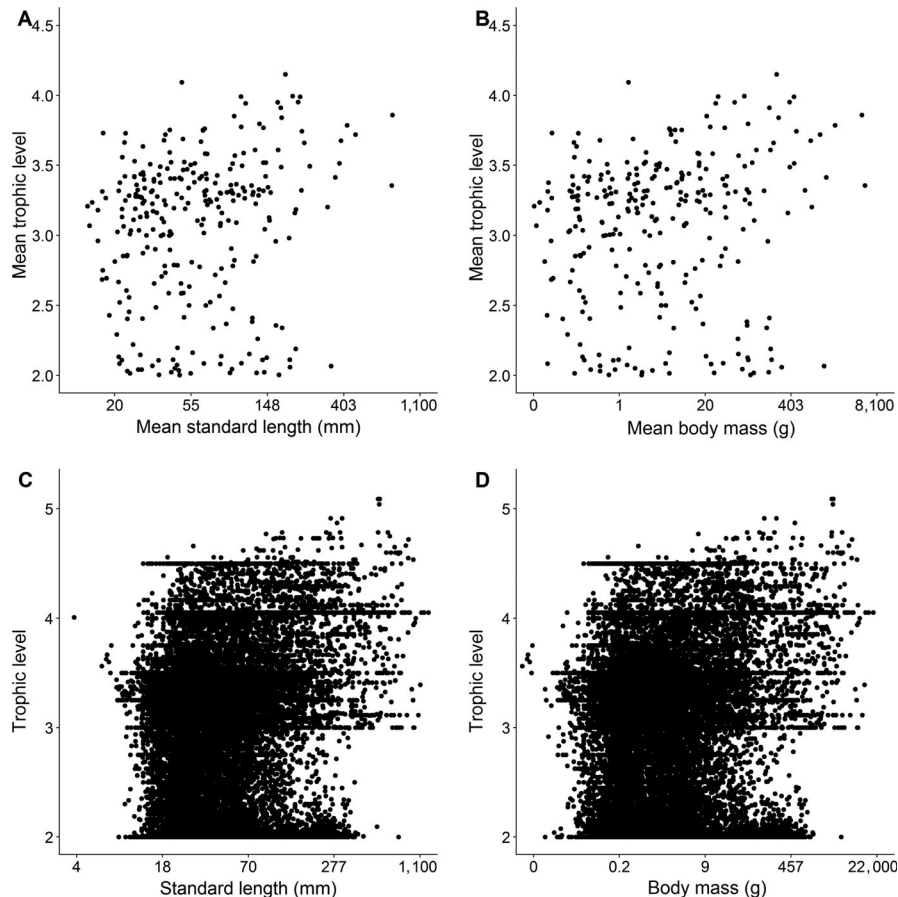 A
4.5
4.0
3.5
3.0
2.5
2.0
Mean trophic level
20 55 148 403 1,100
Mean standard length (mm)
B
4.5
4.0
3.5
3.0
2.5
2.0
Mean trophic level
0 1 20 403 8,100
Mean body mass (g)
C
5
4
3
2
Trophic level
4 18 70 277 1,100
Standard length (mm)
D
5
4
3
2
Trophic level
0 0.2 9 457 22,000
Body mass (g)